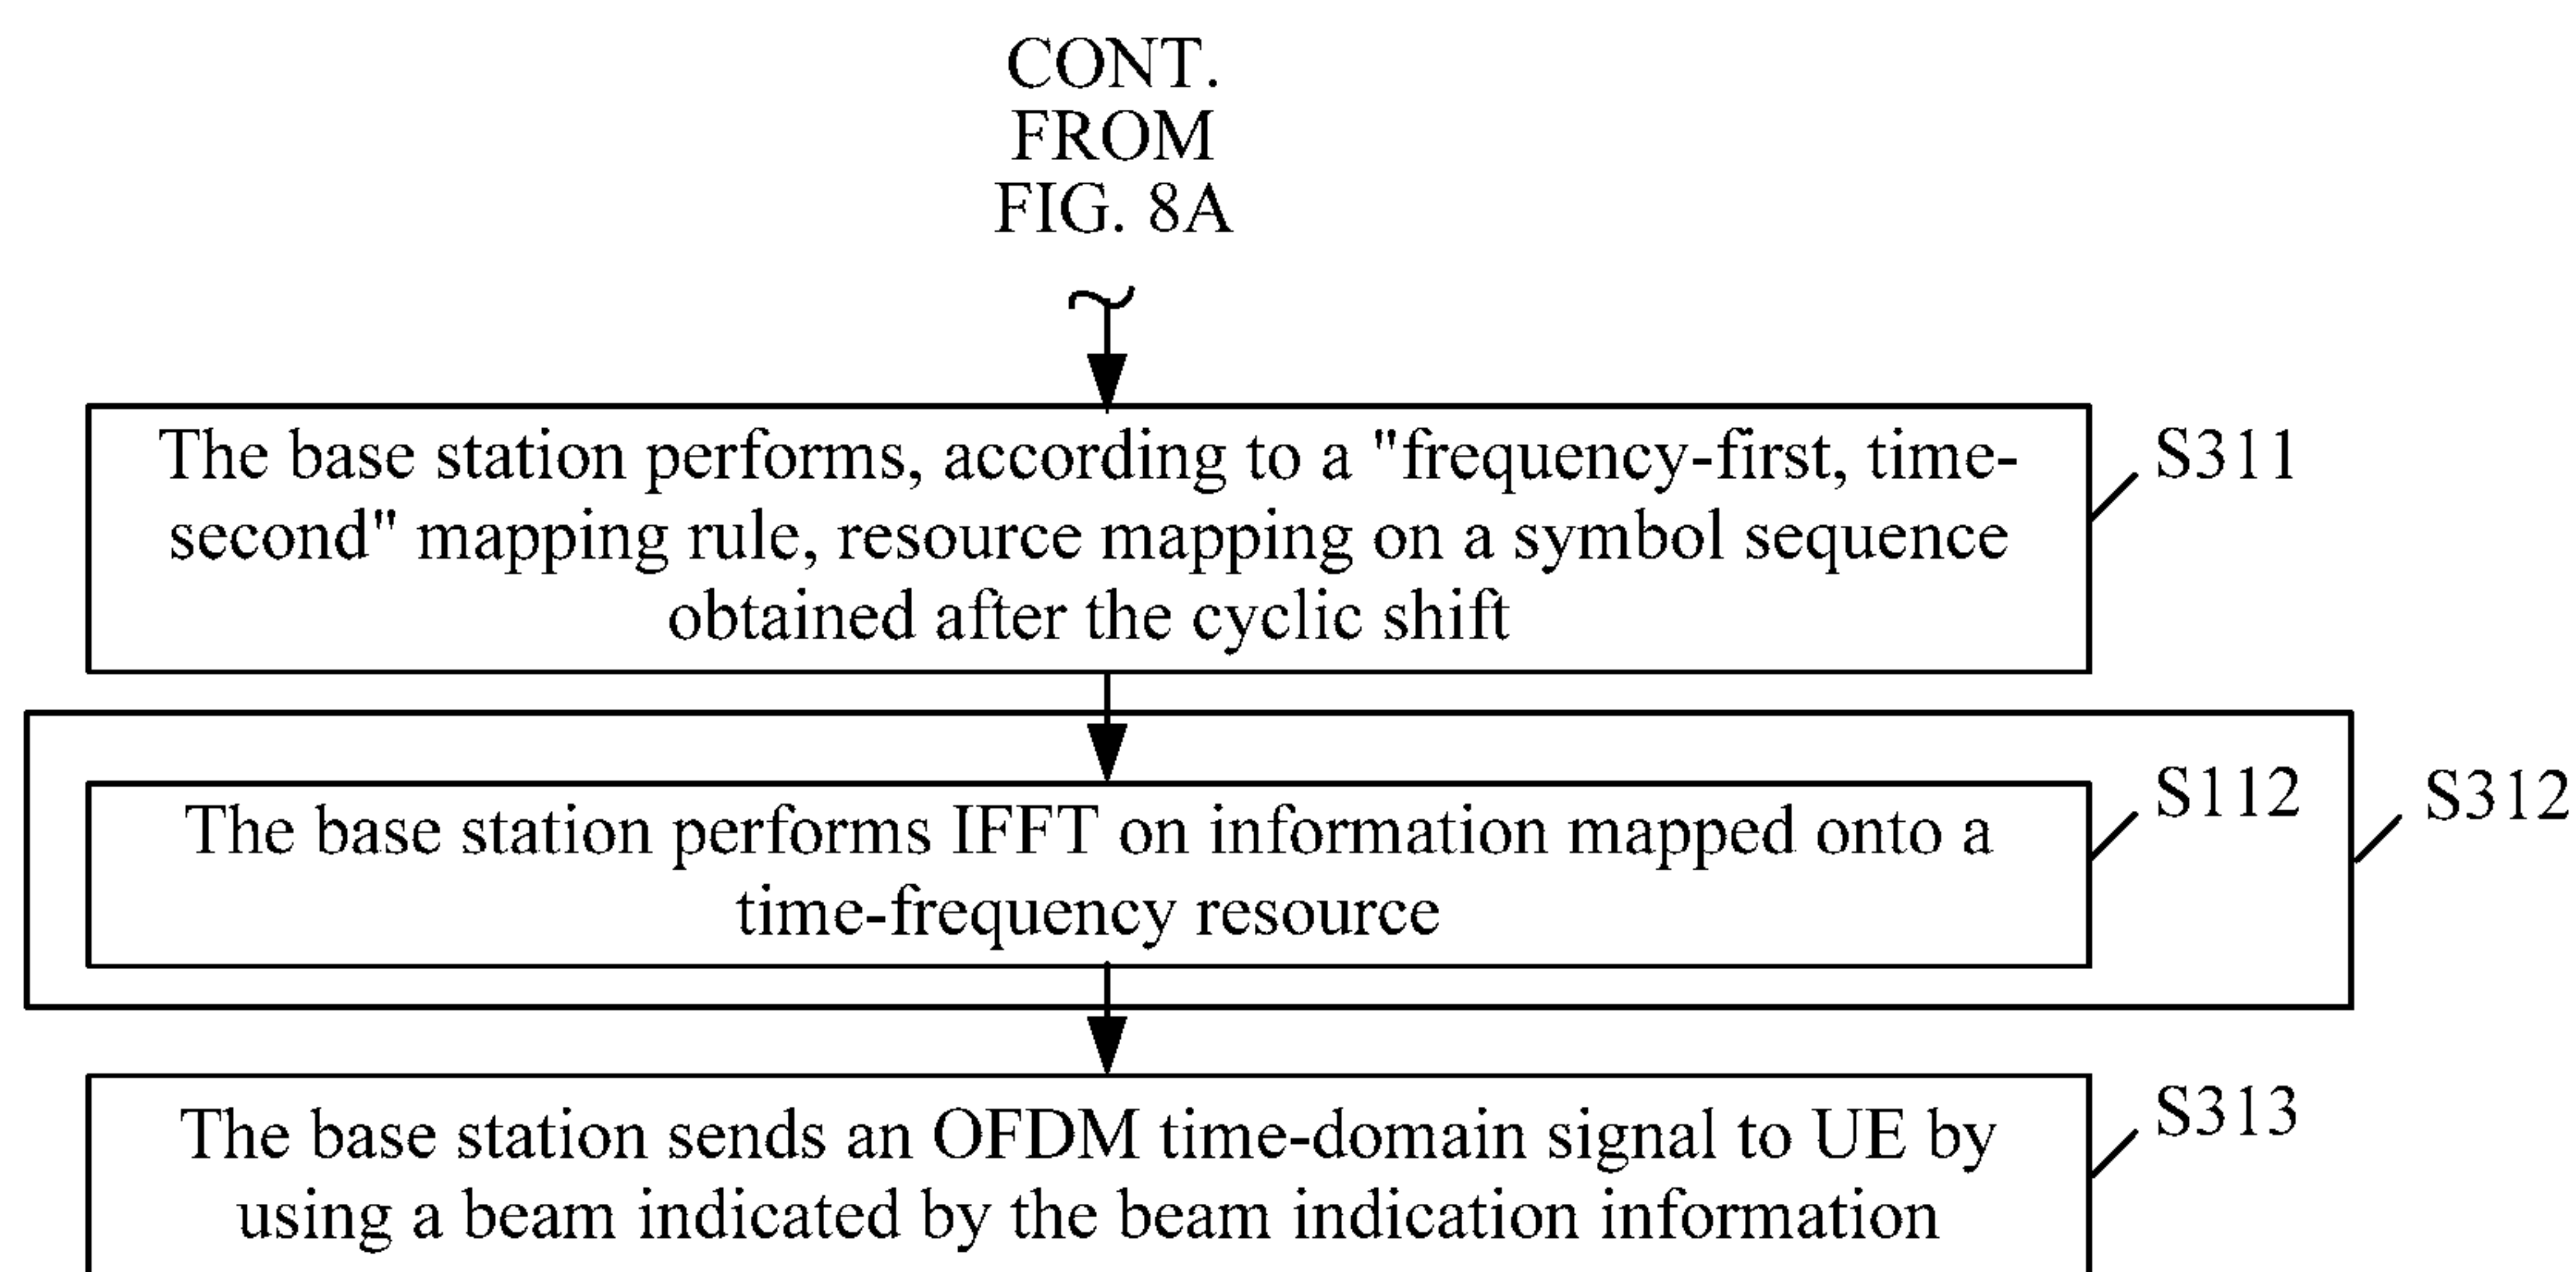 CONT.
FROM
FIG. 8A
The base station performs, according to a "frequency-first, time-
second" mapping rule, resource mapping on a symbol sequence
obtained after the cyclic shift
S311
The base station performs IFFT on information mapped onto a
time-frequency resource
S112
S312
The base station sends an OFDM time-domain signal to UE by
using a beam indicated by the beam indication information
S313